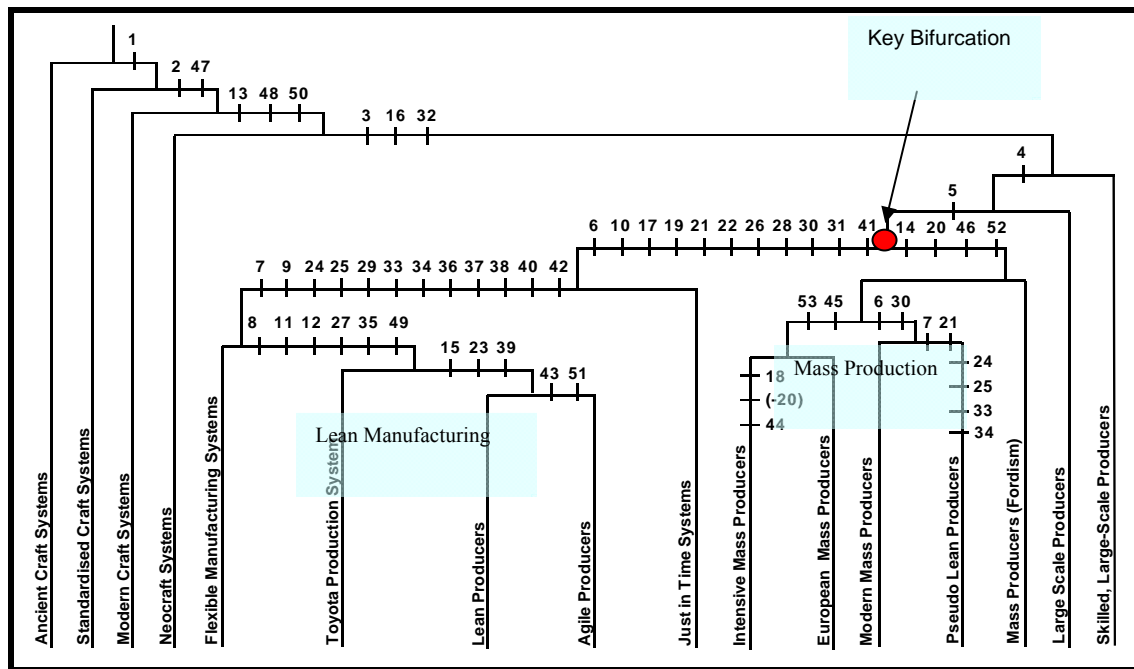 Key Bifurcation
1
2 47
13 48 50
3 16 32
4
5
6 10 17 19 21 22 26 28 30 31 41 14 20 46 52
7 9 24 25 29 33 34 36 37 38 40 42
53 45 6 30
8 11 12 27 35 49
7 21
15 23 39
24
Mass Production
43 51
18
25
(-20)
33
44
34
Lean Manufacturing
Ancient Craft Systems
Standardised Craft Systems
Modern Craft Systems
Neocraft Systems
Flexible Manufacturing Systems
Toyota Production System
Lean Producers
Agile Producers
Just in Time Systems
Intensive Mass Producers
European Mass Producers
Modern Mass Producers
Pseudo Lean Producers
Mass Producers (Fordism)
Large Scale Producers
Skilled, Large-Scale Producers